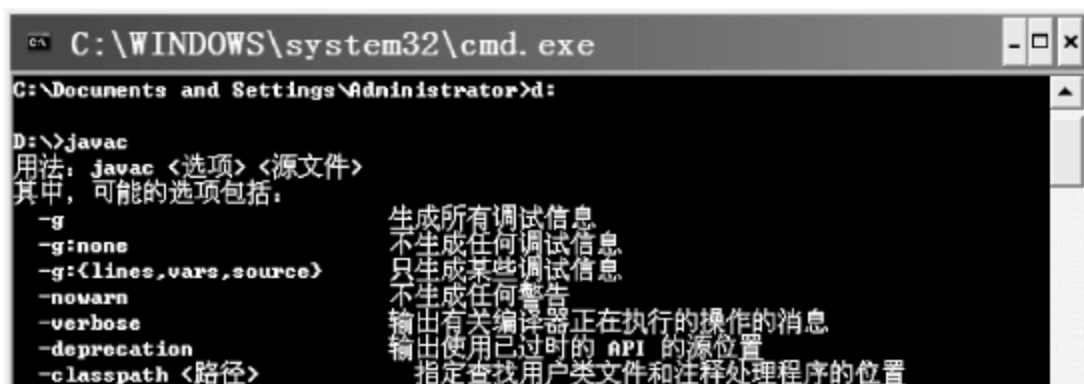 C:\WINDOWS\system32\cmd.exe
C:\Documents and Settings\Administrator>d:
D:\>javac
用法: javac <选项> <源文件>
其中, 可能的选项包括:
-g 生成所有调试信息
-g:none 不生成任何调试信息
-g:{lines,vars,source} 只生成某些调试信息
-nowarn 不生成任何警告
-verbose 输出有关编译器正在执行的操作的消息
-deprecation 输出使用已过时的 API 的源位置
-classpath <路径> 指定查找用户类文件和注释处理程序的位置